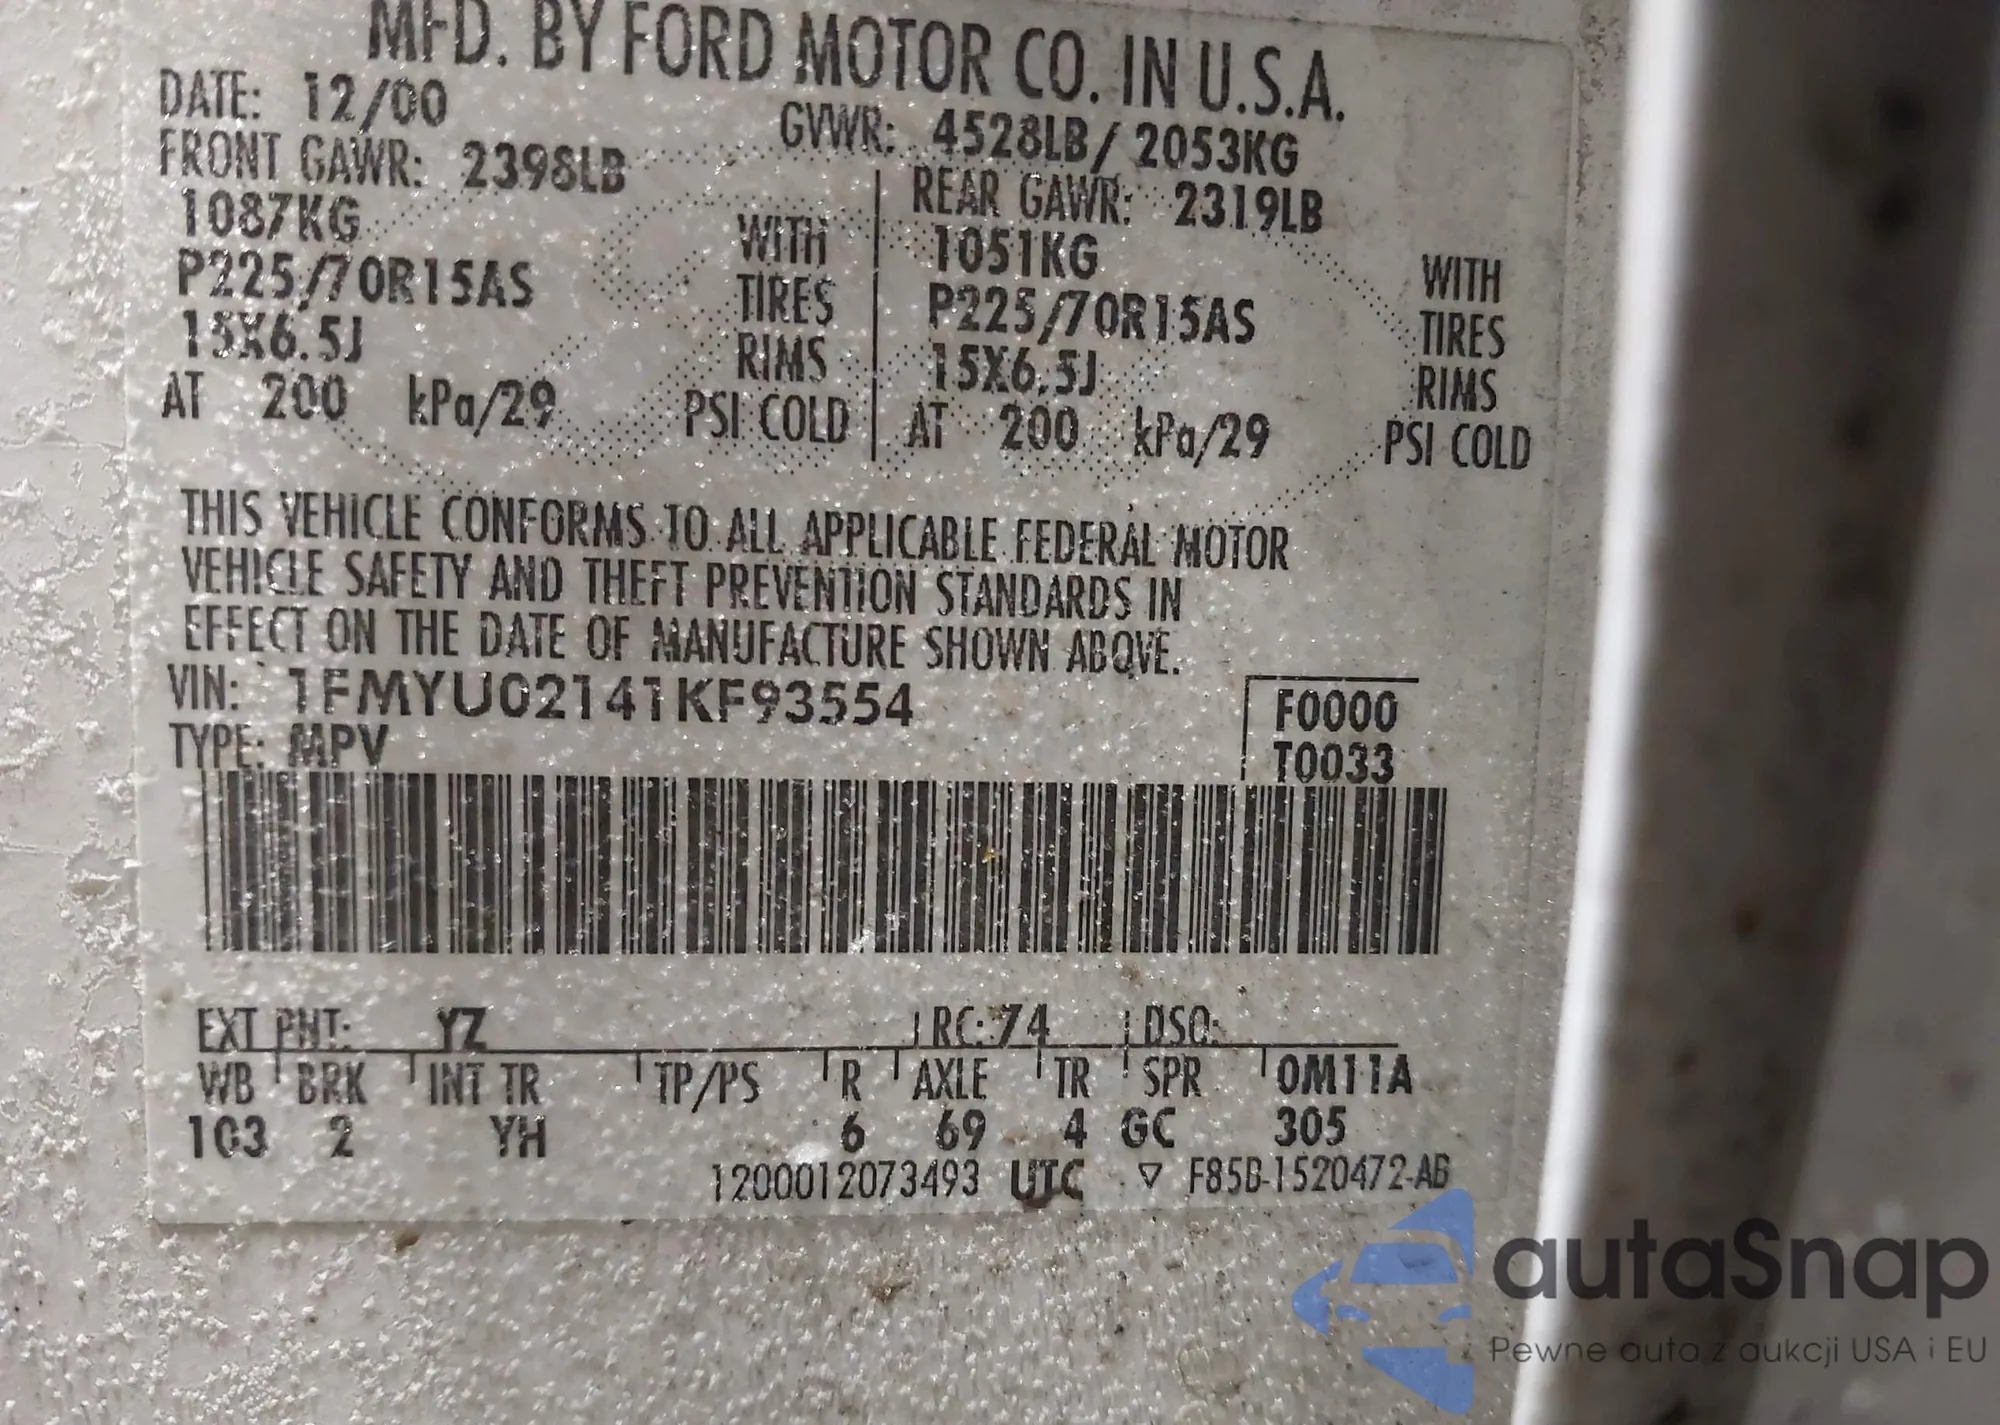 MFD. BY FORD MOTOR CO. IN U.S.A.
DATE: 12/00 GVWR: 4528LB/ 2053KG
FRONT GAWR: 2398LB REAR GAWR: 2319LB
1087KG WITH 1051KG WITH
P225/70R15AS TIRES P225/70R15AS TIRES
15X6.5J RIMS 15X6.5J RIMS
AT 200 kPa/29 PSI COLD AT 200 kPa/29 PSI COLD
THIS VEHICLE CONFORMS TO ALL APPLICABLE FEDERAL MOTOR
VEHICLE SAFETY AND THEFT PREVENTION STANDARDS IN
EFFECT ON THE DATE OF MANUFACTURE SHOWN ABOVE.
VIN: 1FMYU02141KF93554 F0000
TYPE: MPV T0033
EXT PNT: YZ RC: 74 DSO:
WB BRK INT TR TP/PS R AXLE TR SPR 0M11A
103 2 YH 6 69 4 GC 305
1200012073493 UTC ▽ F85B-1520472-AB
autaSnap
Pewne auta z aukcji USA i EU